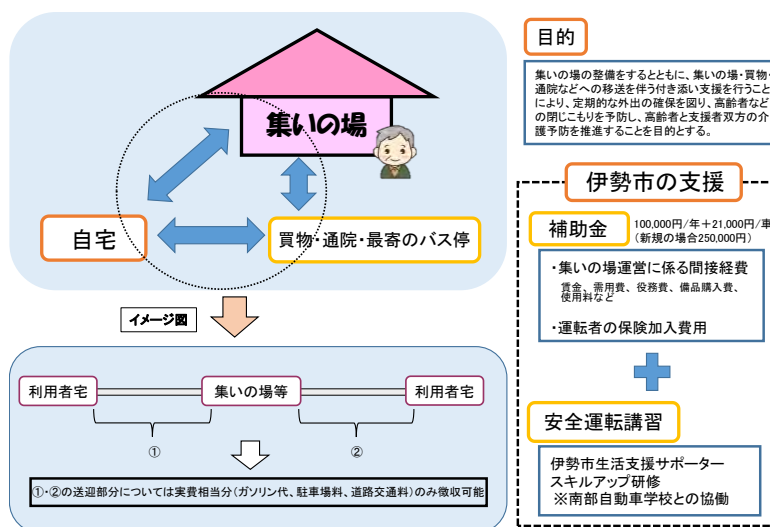 集いの場
自宅
買物・通院・最寄のバス停
イメージ図
利用者宅
集いの場等
利用者宅
①
②
①・②の送迎部分については実費相当分(ガソリン代、駐車場料、道路交通料)のみ徴収可能
目的
集いの場の整備をするとともに、集いの場・買物・
通院などへの移送を伴う付き添い支援を行うこと
により、定期的な外出の確保を図り、高齢者など
の閉じこもりを予防し、高齢者と支援者双方の介
護予防を推進することを目的とする。
伊勢市の支援
補助金
100,000円/年+21,000円/車
(新規の場合250,000円)
・集いの場運営に係る間接経費
賃金、需用費、役務費、備品購入費、
使用料など
・運転者の保険加入費用
安全運転講習
伊勢市生活支援サポーター
スキルアップ研修
※南部自動車学校との協働